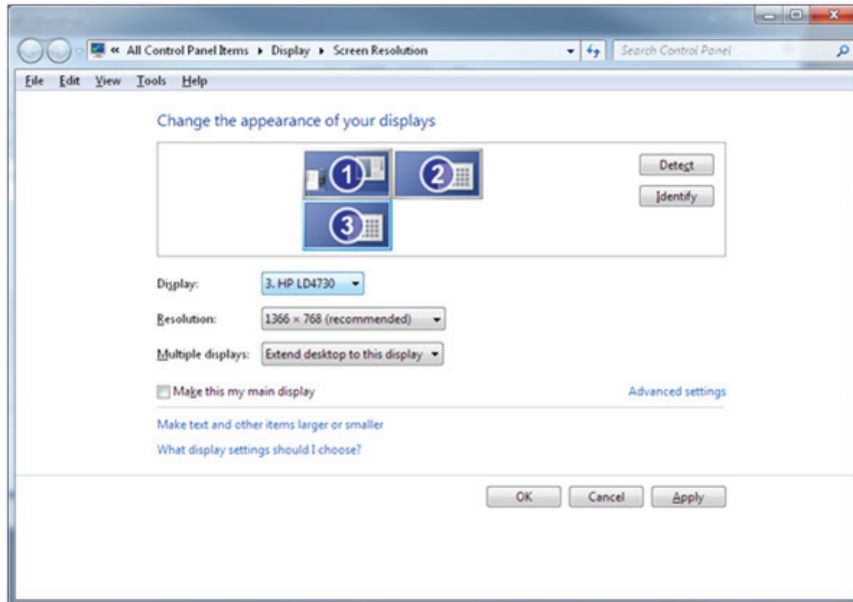 « All Control Panel Items ▸ Display ▸ Screen Resolution Search Control Panel
File Edit View Tools Help
Change the appearance of your displays
1 2
3
Detect
Identify
Display: 3. HP LD4730
Resolution: 1366 × 768 (recommended)
Multiple displays: Extend desktop to this display
Make this my main display Advanced settings
Make text and other items larger or smaller
What display settings should I choose?
OK Cancel Apply